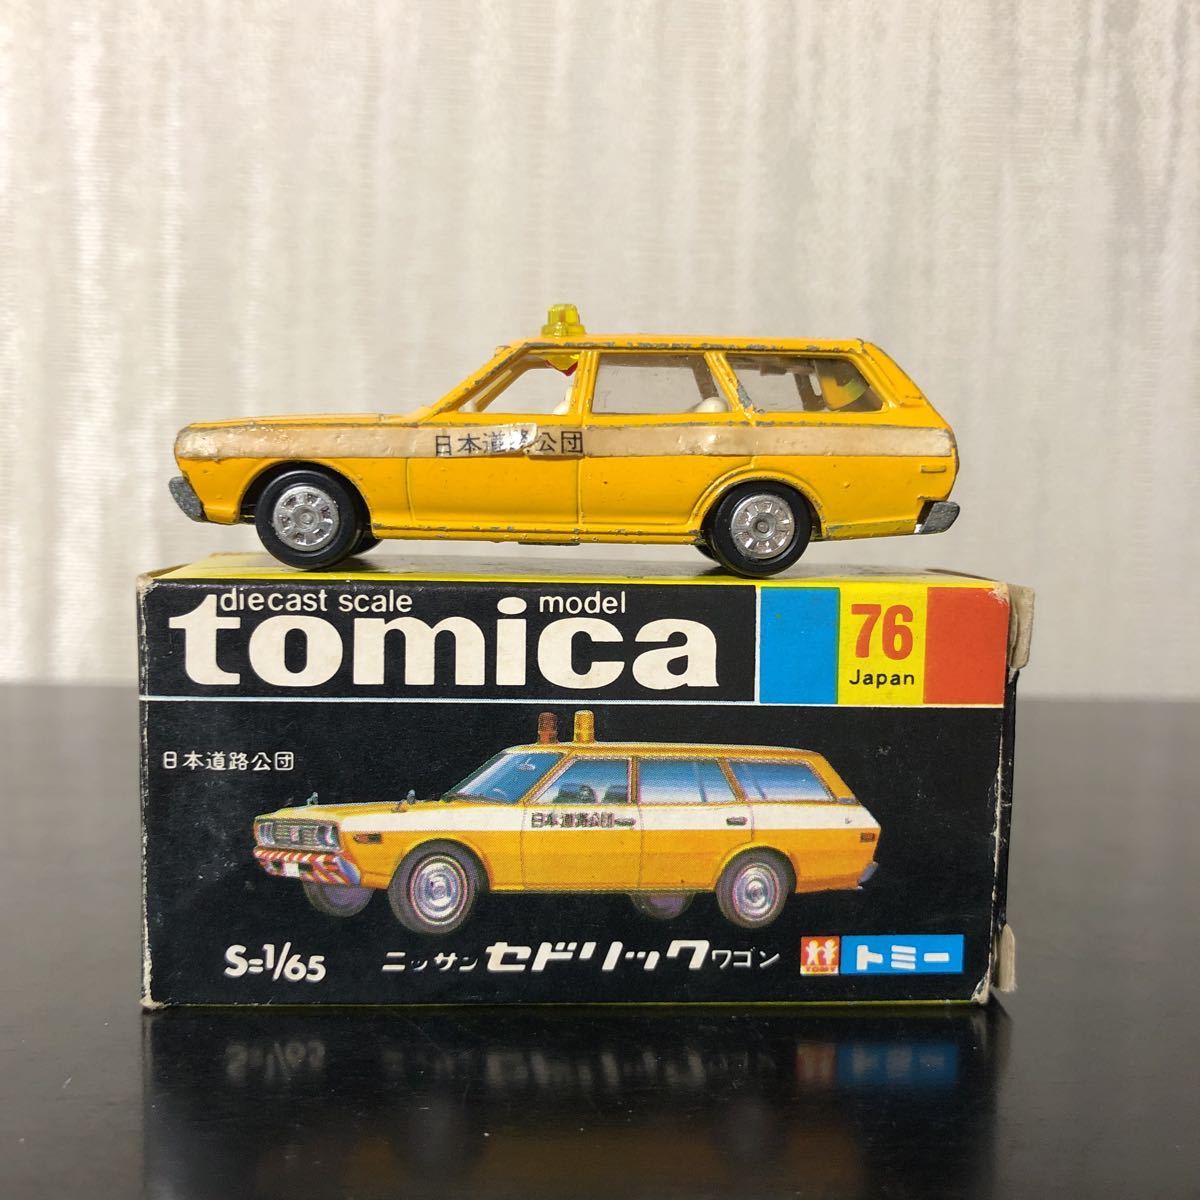 日本道路公団
diecast scale model
tomica
76
Japan
日本道路公団
日本道路公団
S=1/65
ニッサン セドリック ワゴン
TOMY
トミー